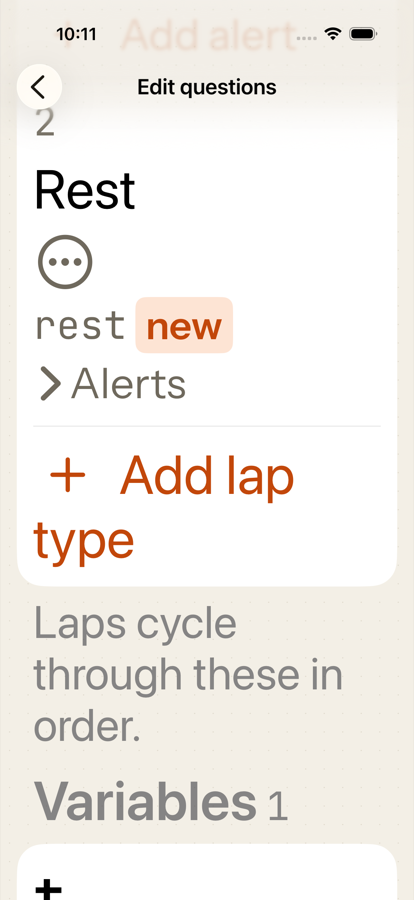 Add alert
10:11
Edit questions
2
Rest
rest new
Alerts
+ Add lap
type
Laps cycle
through these in
order.
Variables 1
+